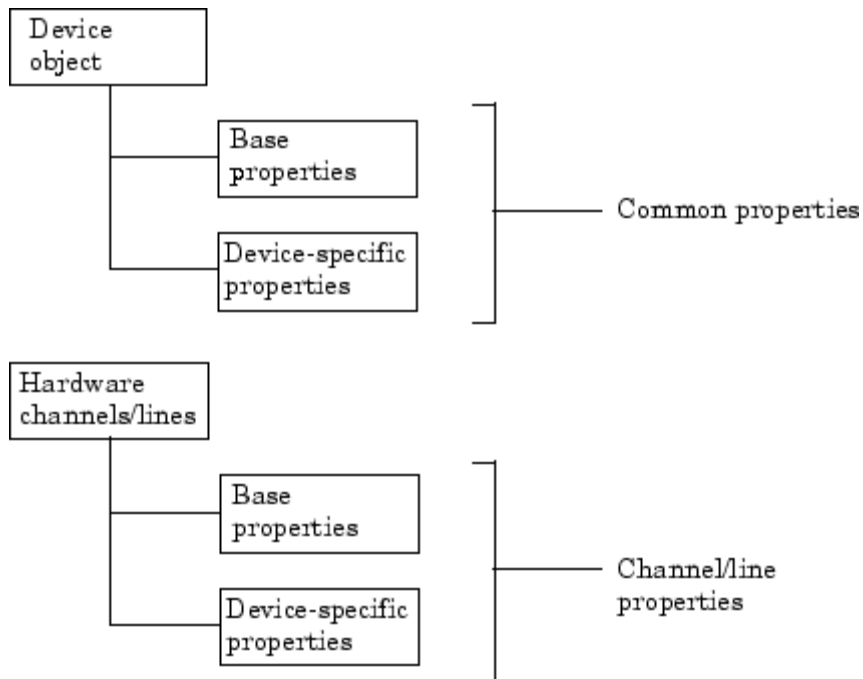 Device
object
Base
properties
Device-specific
properties
Common properties
Hardware
channels/lines
Base
properties
Device-specific
properties
Channel/line
properties